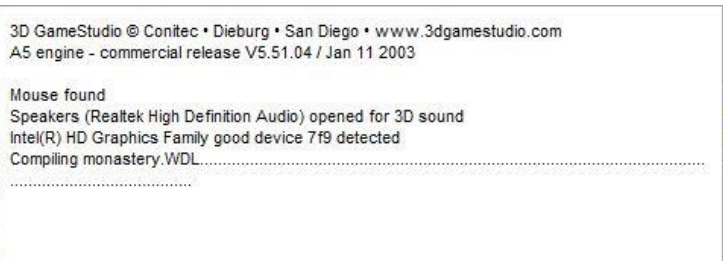 3D GameStudio © Conitec • Dieburg • San Diego • www.3dgamestudio.com
A5 engine - commercial release V5.51.04 / Jan 11 2003
Mouse found
Speakers (Realtek High Definition Audio) opened for 3D sound
Intel(R) HD Graphics Family good device 7f9 detected
Compiling monastery.WDL.......................................................................................................................
.......................................